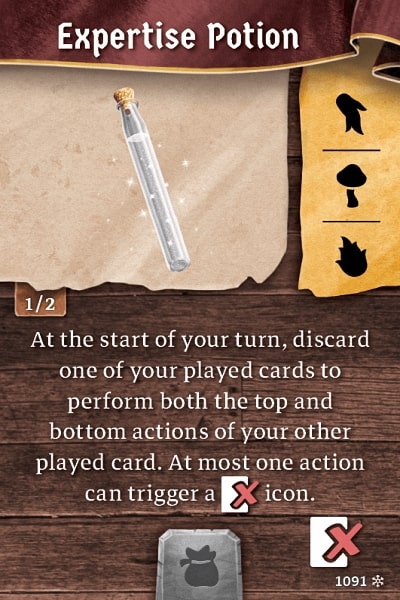 Expertise Potion
1/2
At the start of your turn, discard
one of your played cards to
perform both the top and
bottom actions of your other
played card. At most one action
can trigger a icon.
1091